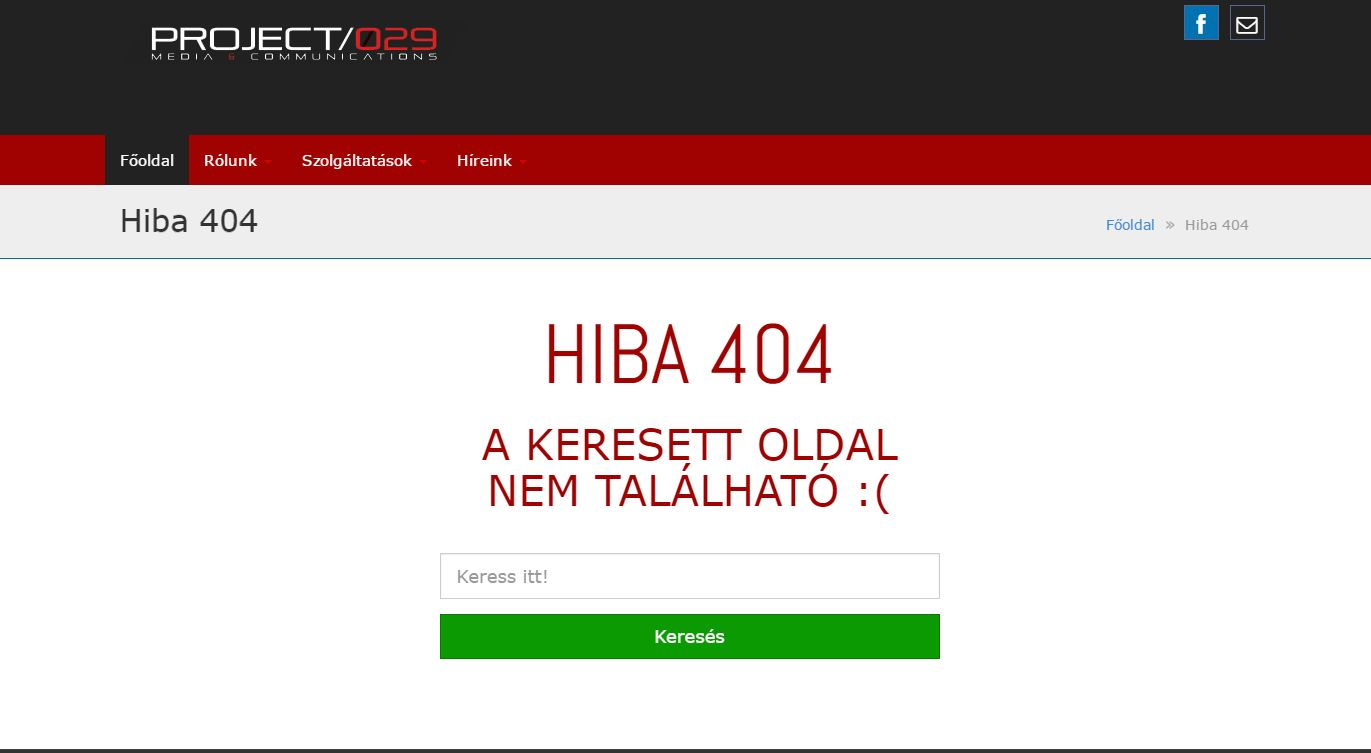 PROJECT/029
MEDIA & COMMUNICATIONS
Főoldal
Rólunk
Szolgáltatások
Híreink
Hiba 404
Főoldal » Hiba 404
HIBA 404
A KERESETT OLDAL
NEM TALÁLHATÓ :(
Keress itt!
Keresés